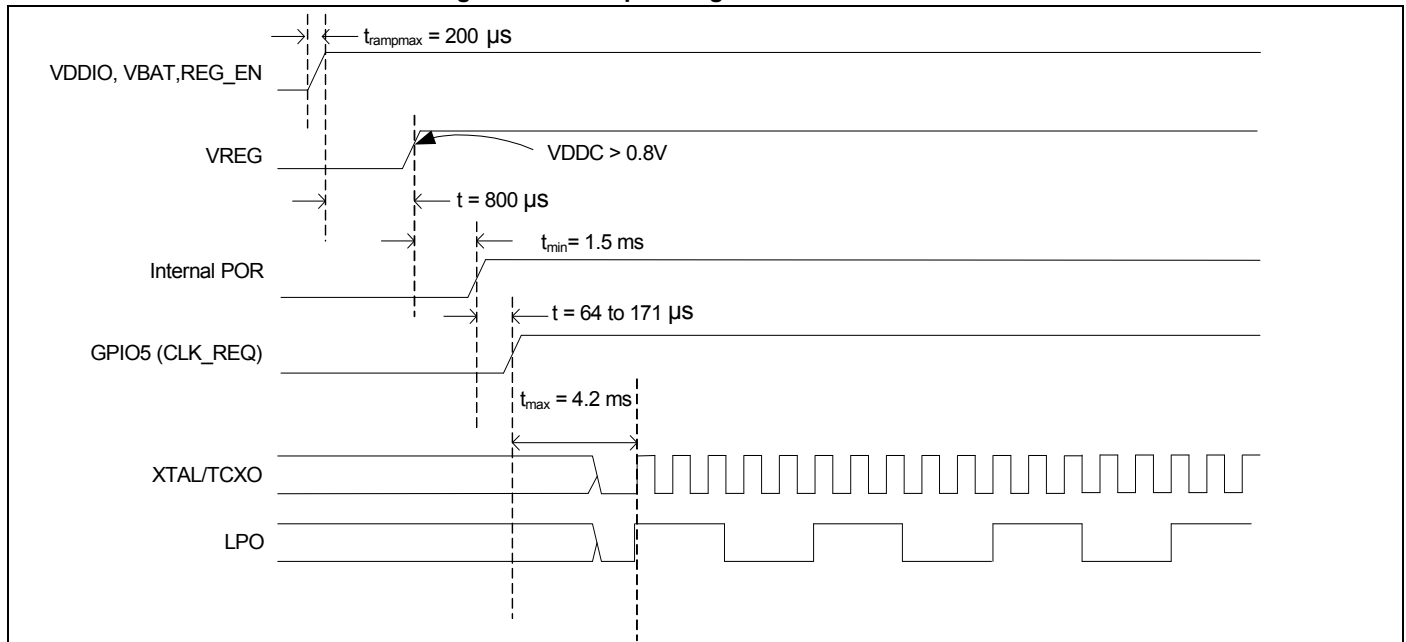 t_rampmax = 200 µs
VDDIO, VBAT,REG_EN
VREG
VDDC > 0.8V
t = 800 µs
t_min= 1.5 ms
Internal POR
t = 64 to 171 µs
GPIO5 (CLK_REQ)
t_max = 4.2 ms
XTAL/TCXO
LPO